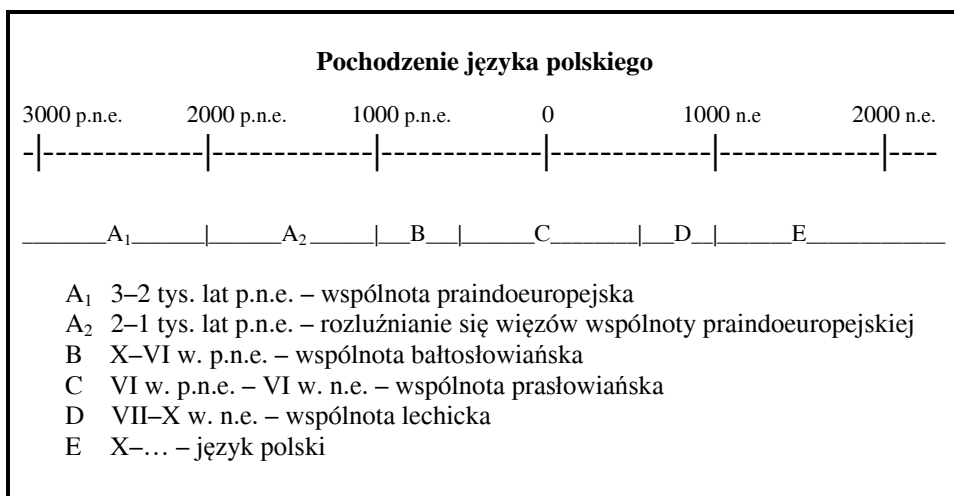 Pochodzenie języka polskiego
3000 p.n.e. 2000 p.n.e. 1000 p.n.e. 0 1000 n.e 2000 n.e.
A₁ A₂ B C D E
A₁ 3–2 tys. lat p.n.e. – wspólnota praindoeuropejska
A₂ 2–1 tys. lat p.n.e. – rozluźnianie się więzów wspólnoty praindoeuropejskiej
B X–VI w. p.n.e. – wspólnota bałtosłowiańska
C VI w. p.n.e. – VI w. n.e. – wspólnota prasłowiańska
D VII–X w. n.e. – wspólnota lechicka
E X–… – język polski